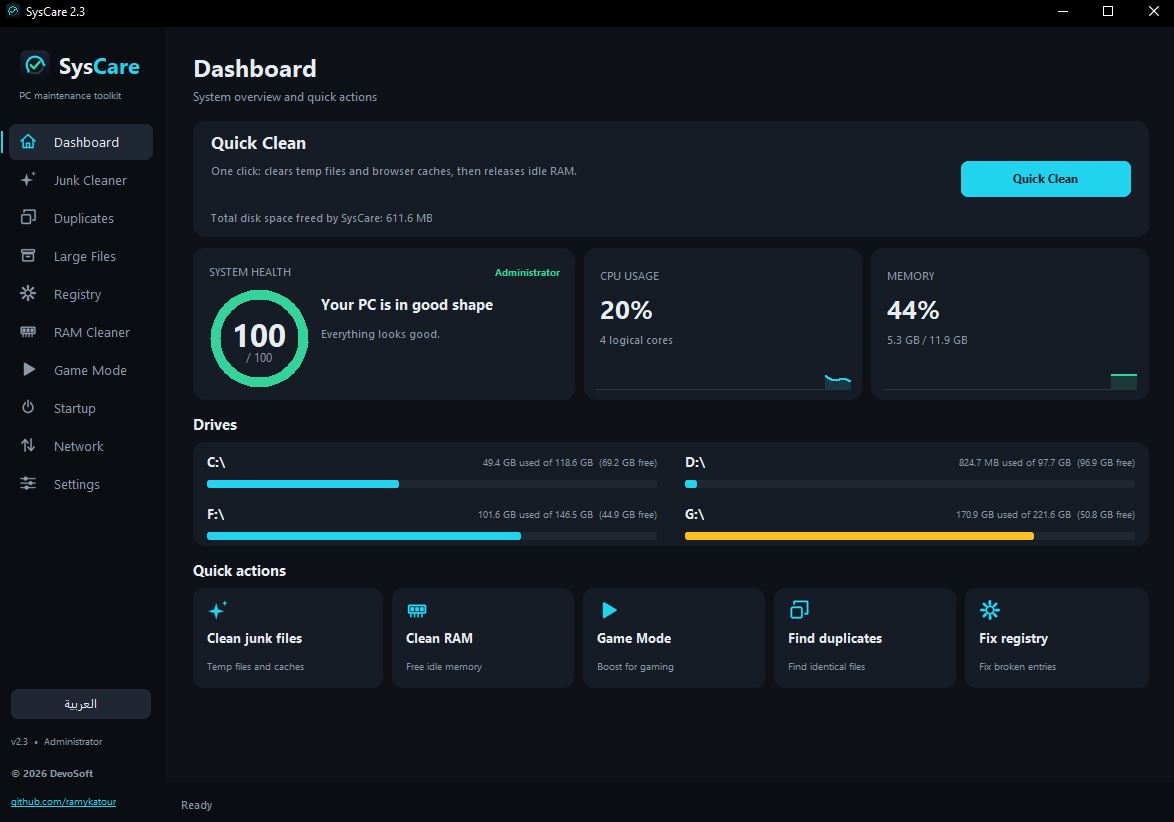 SysCare 2.3
SysCare
PC maintenance toolkit
Dashboard
Junk Cleaner
Duplicates
Large Files
Registry
RAM Cleaner
Game Mode
Startup
Network
Settings
العربية
v2.3 • Administrator
© 2026 DevoSoft
github.com/ramykatour
Dashboard
System overview and quick actions
Quick Clean
One click: clears temp files and browser caches, then releases idle RAM.
Quick Clean
Total disk space freed by SysCare: 611.6 MB
SYSTEM HEALTH
Administrator
100
/ 100
Your PC is in good shape
Everything looks good.
CPU USAGE
20%
4 logical cores
MEMORY
44%
5.3 GB / 11.9 GB
Drives
C:\ 49.4 GB used of 118.6 GB (69.2 GB free)
D:\ 824.7 MB used of 97.7 GB (96.9 GB free)
F:\ 101.6 GB used of 146.5 GB (44.9 GB free)
G:\ 170.9 GB used of 221.6 GB (50.8 GB free)
Quick actions
Clean junk files
Temp files and caches
Clean RAM
Free idle memory
Game Mode
Boost for gaming
Find duplicates
Find identical files
Fix registry
Fix broken entries
Ready